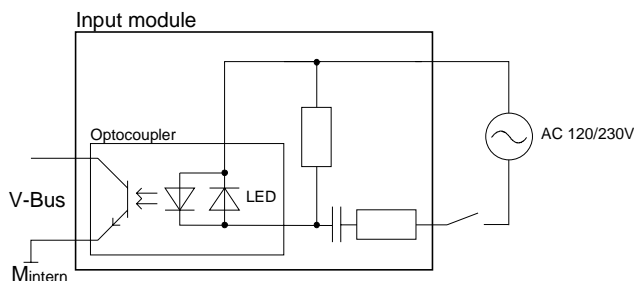 Input module
Optocoupler
AC 120/230V
V-Bus
LED
Mintern